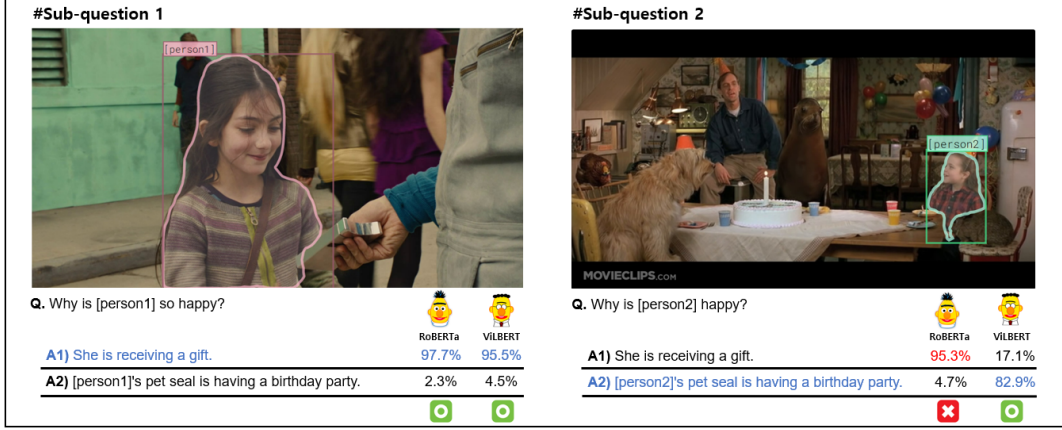 #Sub-question 1
[person1]
Q. Why is [person1] so happy?
RoBERTa ViLBERT
A1) She is receiving a gift. 97.7% 95.5%
A2) [person1]'s pet seal is having a birthday party. 2.3% 4.5%
#Sub-question 2
[person2]
MOVIECLIPS.COM
Q. Why is [person2] happy?
RoBERTa ViLBERT
A1) She is receiving a gift. 95.3% 17.1%
A2) [person2]'s pet seal is having a birthday party. 4.7% 82.9%